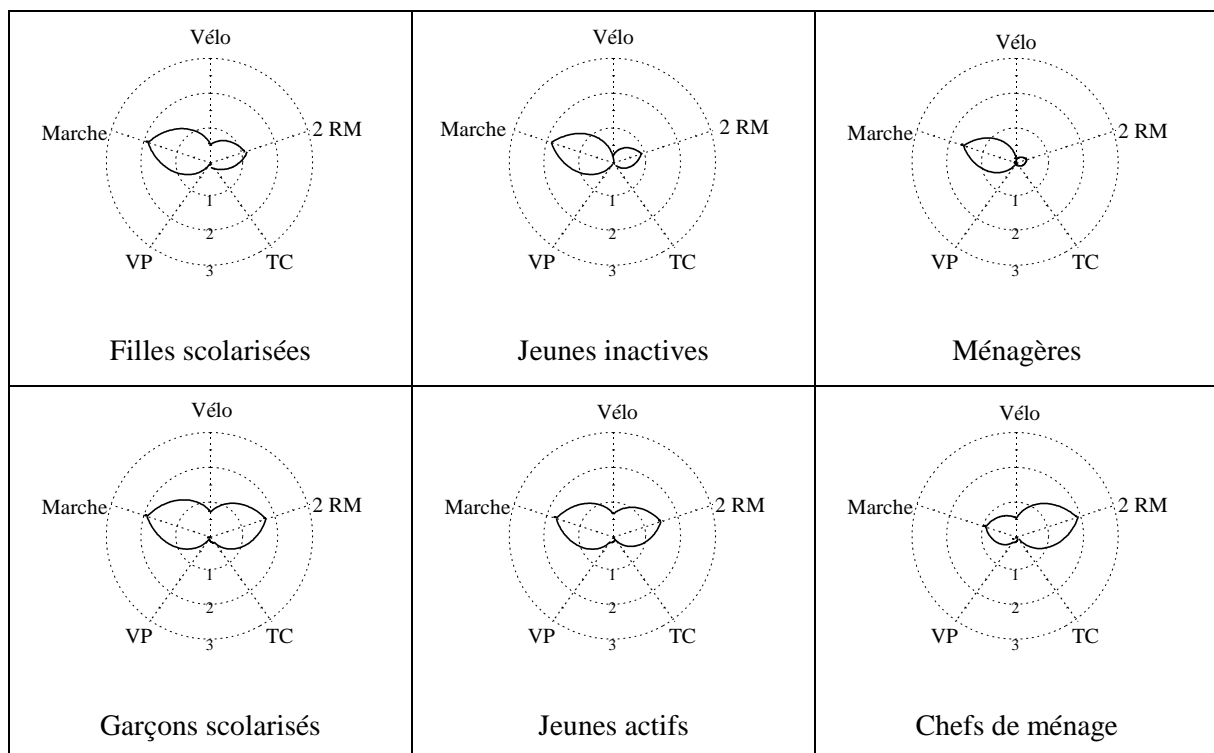 Vélo
Marche
2 RM
1
2
VP
TC
3
Filles scolarisées
Vélo
Marche
2 RM
1
2
VP
TC
3
Jeunes inactives
Vélo
Marche
2 RM
1
2
VP
TC
3
Ménagères
Vélo
Marche
2 RM
1
2
VP
TC
3
Garçons scolarisés
Vélo
Marche
2 RM
1
2
VP
TC
3
Jeunes actifs
Vélo
Marche
2 RM
1
2
VP
TC
3
Chefs de ménage